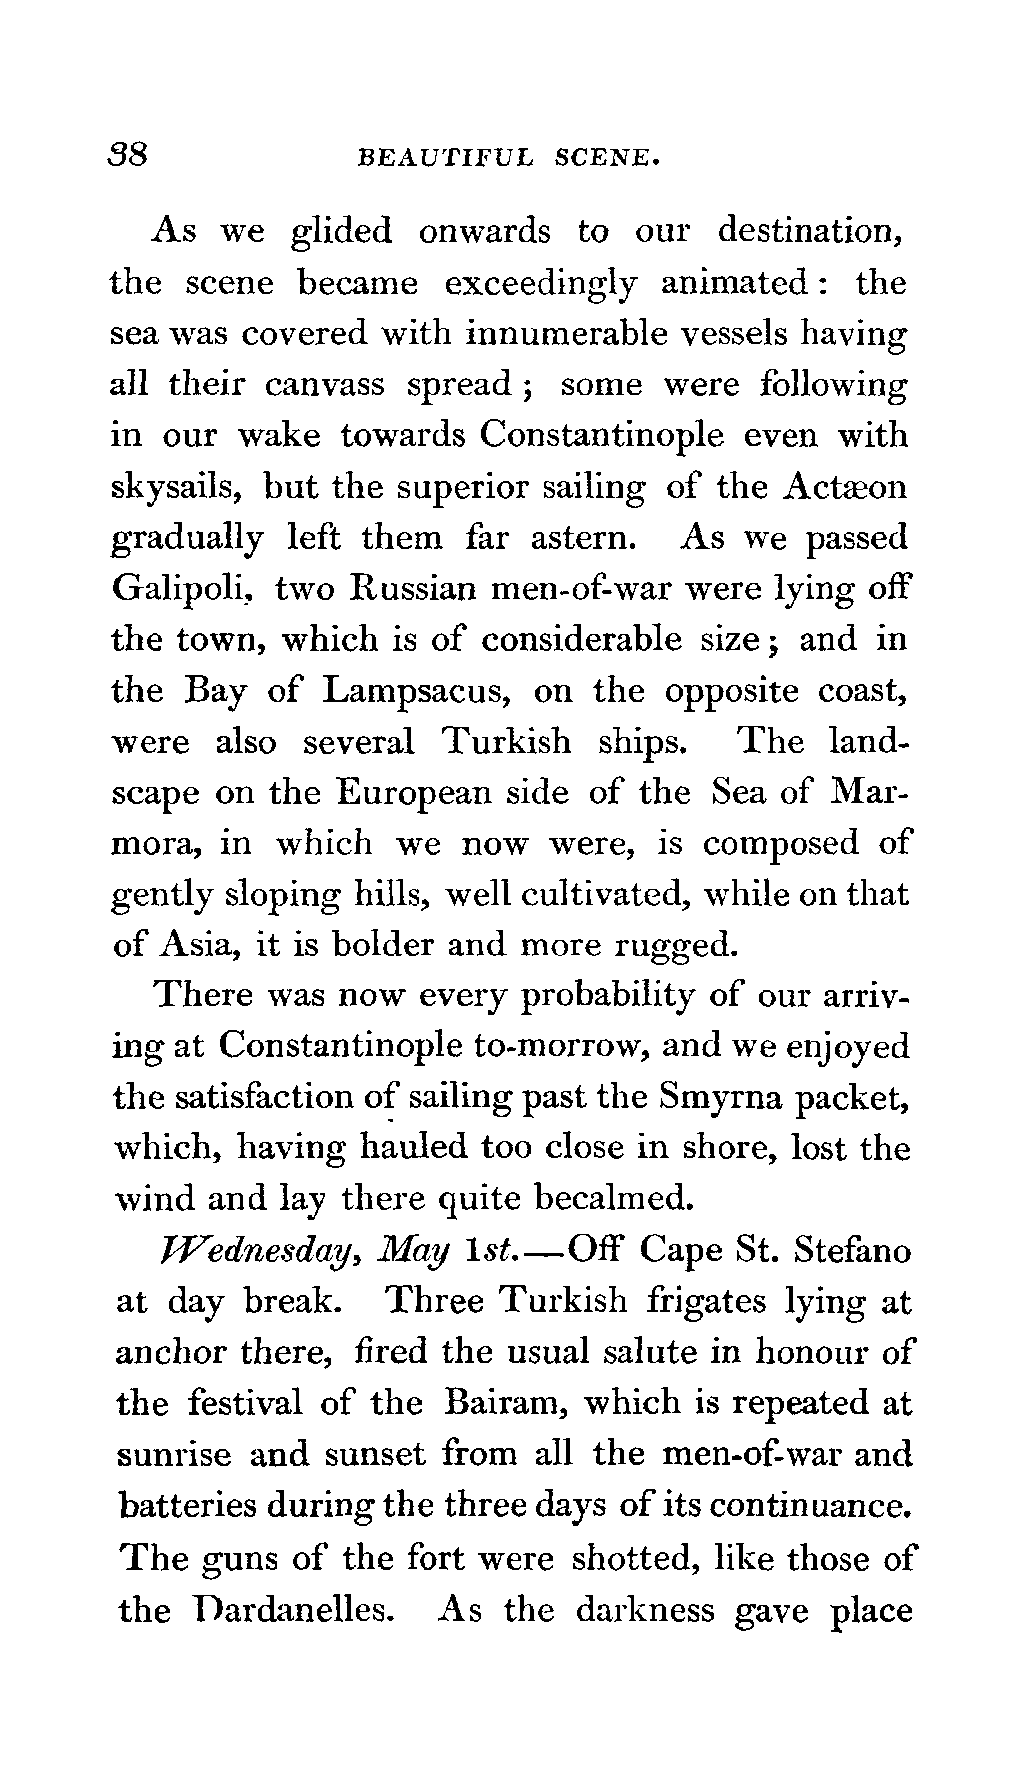 38 BEAUTIFUL SCENE.
As we glided onwards to our destination,
the scene became exceedingly animated : the
sea was covered with innumerable vessels having
all their canvass spread ; some were following
in our wake towards Constantinople even with
skysails, but the superior sailing of the Actæon
gradually left them far astern. As we passed
Galipoli, two Russian men-of-war were lying off
the town, which is of considerable size ; and in
the Bay of Lampsacus, on the opposite coast,
were also several Turkish ships. The land-
scape on the European side of the Sea of Mar-
mora, in which we now were, is composed of
gently sloping hills, well cultivated, while on that
of Asia, it is bolder and more rugged.
There was now every probability of our arriv-
ing at Constantinople to-morrow, and we enjoyed
the satisfaction of sailing past the Smyrna packet,
which, having hauled too close in shore, lost the
wind and lay there quite becalmed.
Wednesday, May 1st.—Off Cape St. Stefano
at day break. Three Turkish frigates lying at
anchor there, fired the usual salute in honour of
the festival of the Bairam, which is repeated at
sunrise and sunset from all the men-of-war and
batteries during the three days of its continuance.
The guns of the fort were shotted, like those of
the Dardanelles. As the darkness gave place